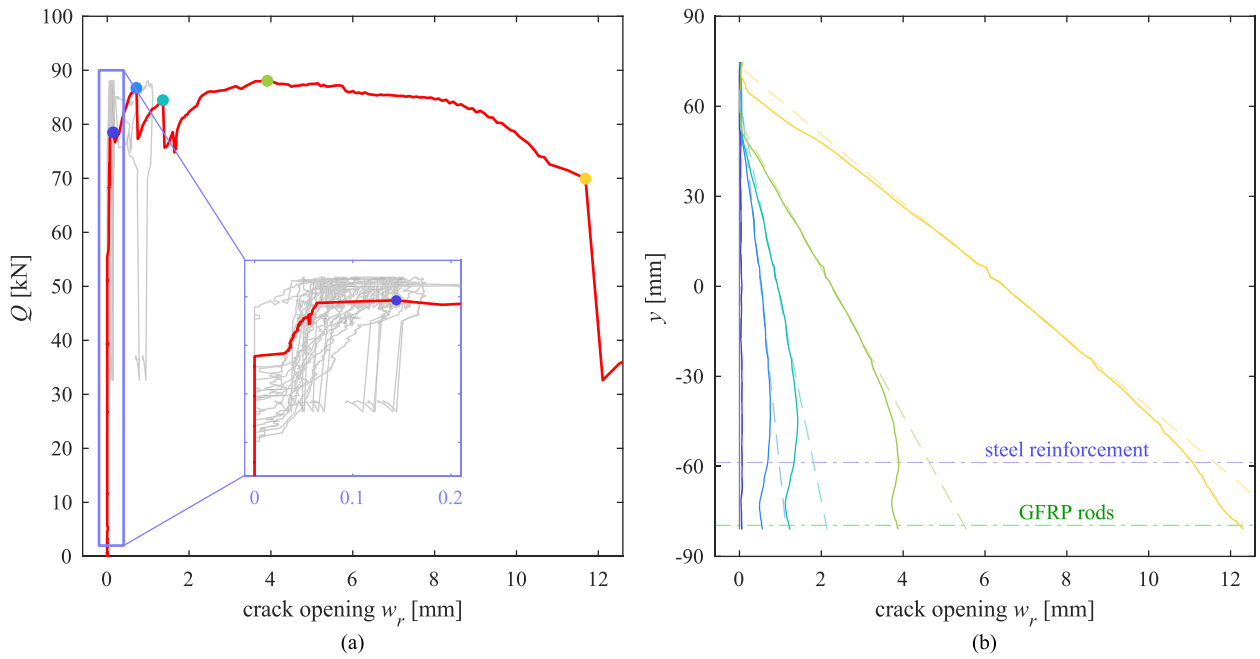 100
90
80
70
60
50
40
30
20
10
0
Q [kN]
0 0.1 0.2
0 2 4 6 8 10 12
crack opening w_r [mm]
(a)
90
60
30
0
-30
-60
-90
y [mm]
steel reinforcement
GFRP rods
0 2 4 6 8 10 12
crack opening w_r [mm]
(b)